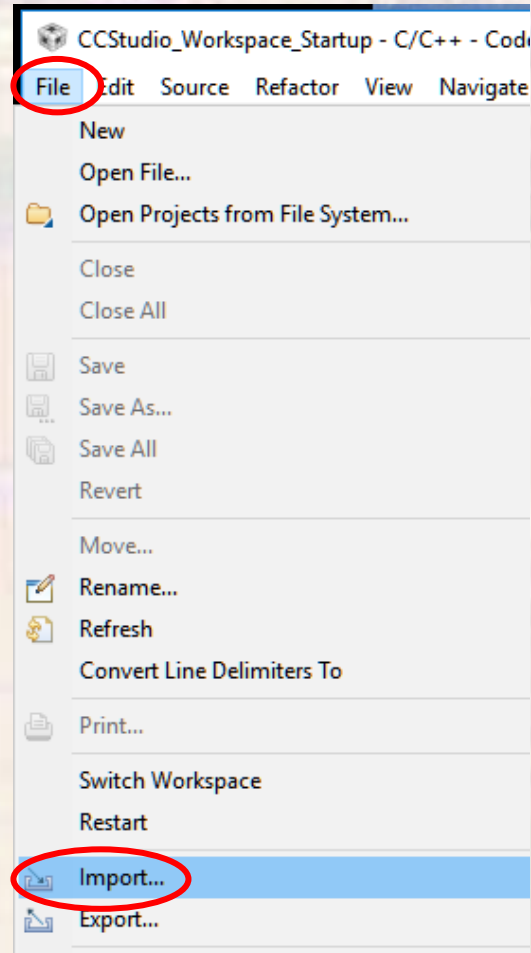 CCStudio_Workspace_Startup - C/C++ - Cod
File Edit Source Refactor View Navigate
New
Open File...
Open Projects from File System...
Close
Close All
Save
Save As...
Save All
Revert
Move...
Rename...
Refresh
Convert Line Delimiters To
Print...
Switch Workspace
Restart
Import...
Export...